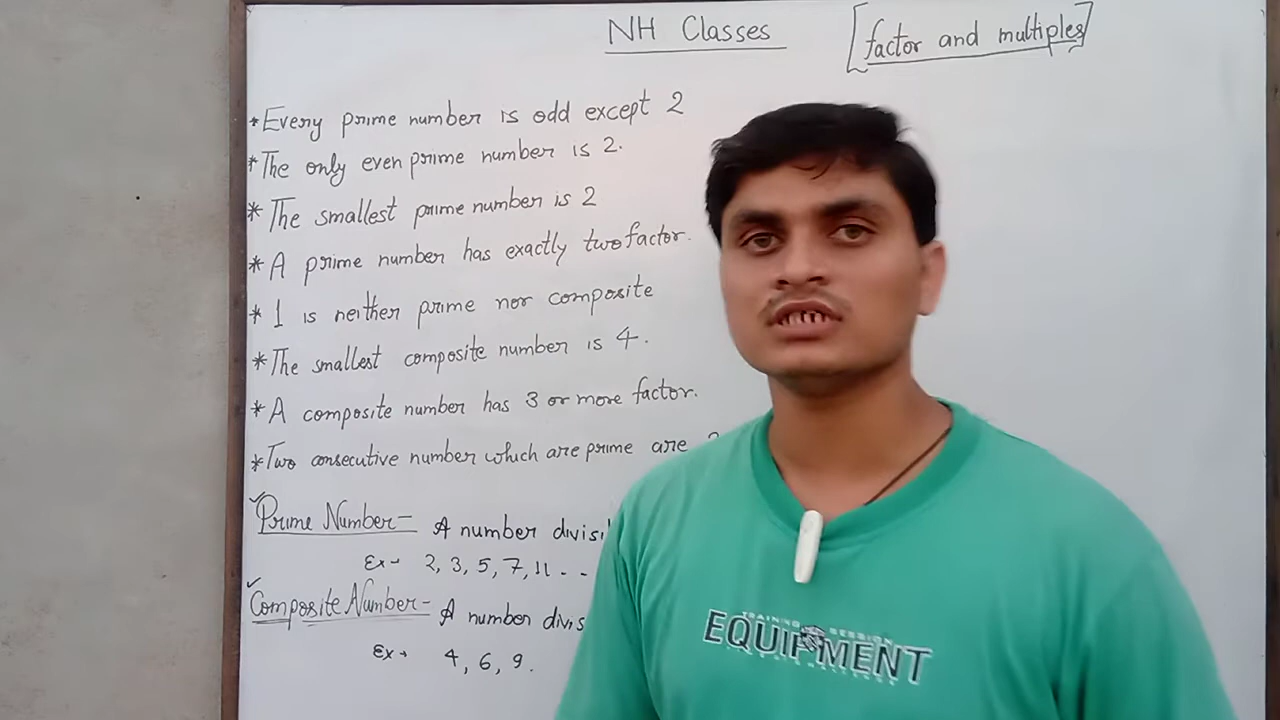 NH Classes
[factor and multiples]
* Every prime number is odd except 2
* The only even prime number is 2.
* The smallest prime number is 2
* A prime number has exactly two factor.
* 1 is neither prime nor composite
* The smallest composite number is 4.
* A composite number has 3 or more factor.
* Two consecutive number which are prime are
Prime Number - A number
Ex - 2, 3, 5, 7, 11 - -
Composite Number - A number
Ex - 4, 6, 9.
TRAINING SESSION
EQUIPMENT